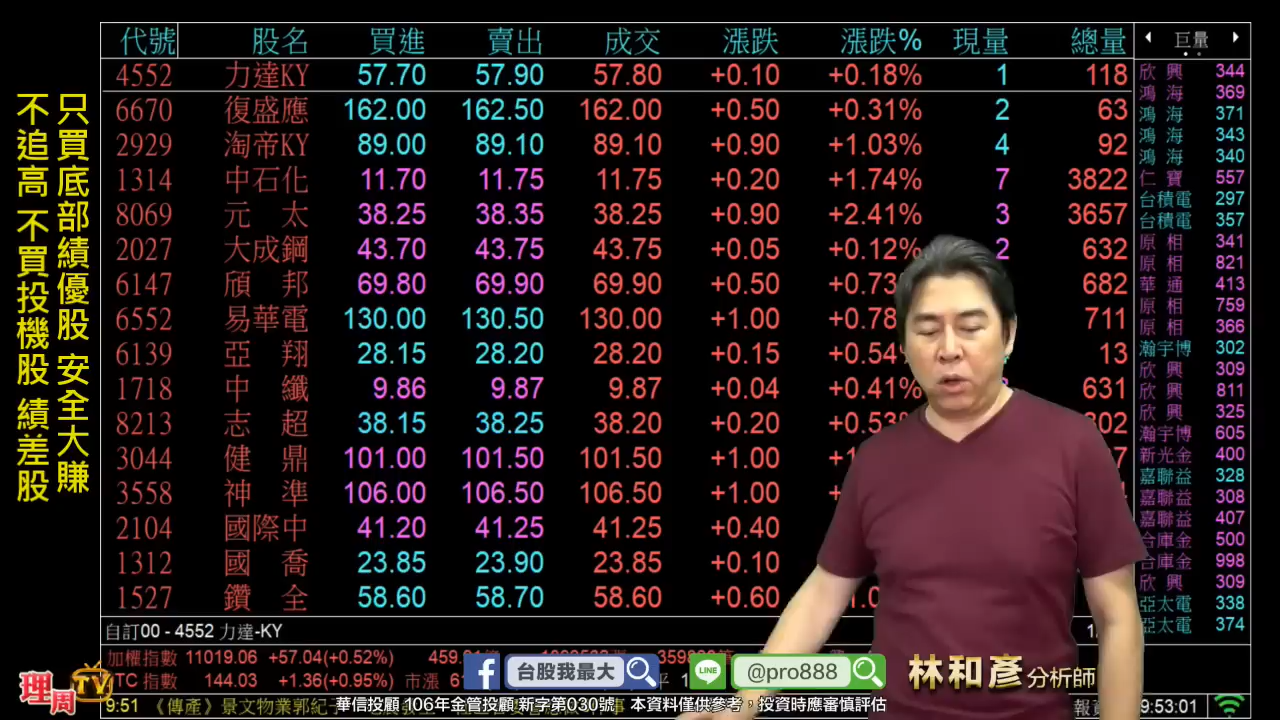 只買底部績優股 安全大賺
不追高 不買投機股 績差股
代號 股名 買進 賣出 成交 漲跌 漲跌% 現量 總量
4552 力達KY 57.70 57.90 57.80 +0.10 +0.18% 1 118
6670 復盛應 162.00 162.50 162.00 +0.50 +0.31% 2 63
2929 淘帝KY 89.00 89.10 89.10 +0.90 +1.03% 4 92
1314 中石化 11.70 11.75 11.75 +0.20 +1.74% 7 3822
8069 元 太 38.25 38.35 38.25 +0.90 +2.41% 3 3657
2027 大成鋼 43.70 43.75 43.75 +0.05 +0.12% 2 632
6147 頎 邦 69.80 69.90 69.90 +0.50 +0.73 682
6552 易華電 130.00 130.50 130.00 +1.00 +0.78 711
6139 亞 翔 28.15 28.20 28.20 +0.15 +0.54 13
1718 中 纖 9.86 9.87 9.87 +0.04 +0.41% 631
8213 志 超 38.15 38.25 38.20 +0.20 +0.53%
3044 健 鼎 101.00 101.50 101.50 +1.00
3558 神 準 106.00 106.50 106.50 +1.00
2104 國際中 41.20 41.25 41.25 +0.40
1312 國 喬 23.85 23.90 23.85 +0.10
1527 鑽 全 58.60 58.70 58.60 +0.60
巨量
欣 興 344
鴻 海 369
鴻 海 371
鴻 海 343
鴻 海 340
仁 寶 557
台積電 297
台積電 357
原 相 341
原 相 821
華 通 413
原 相 759
原 相 366
瀚宇博 302
欣 興 309
欣 興 811
欣 興 325
瀚宇博 605
新光金 400
嘉聯益 328
嘉聯益 308
嘉聯益 407
合庫金 500
合庫金 998
欣 興 309
亞太電 338
亞太電 374
自訂00 - 4552 力達-KY
加權指數 11019.06 +57.04(+0.52%)
TC 指數 144.03 +1.36(+0.95%) 市漲
台股我最大
LINE @pro888
林和彥 分析師
理周TV
9:51 《傳產》景文物業郭紀子
華信投顧 106年金管投顧 新字第030號，本資料僅供參考，投資時應審慎評估
9:53:01